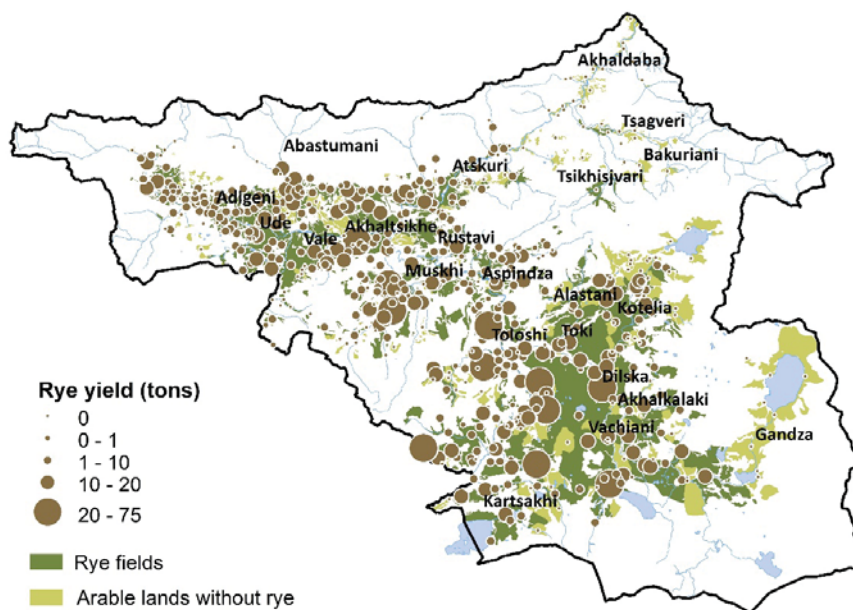 Akhaldaba
Tsagveri
Abastumani
Bakuriani
Atskuri
Tsikhisjvari
Adigeni
Ude
Akhaltsikhe
Vale
Rustavi
Muskhi
Aspindza
Alastani
Kotelia
Toloshi
Toki
Dilska
Akhalkalaki
Vachiani
Gandza
Kartsakhi
Rye yield (tons)
0
0 - 1
1 - 10
10 - 20
20 - 75
Rye fields
Arable lands without rye